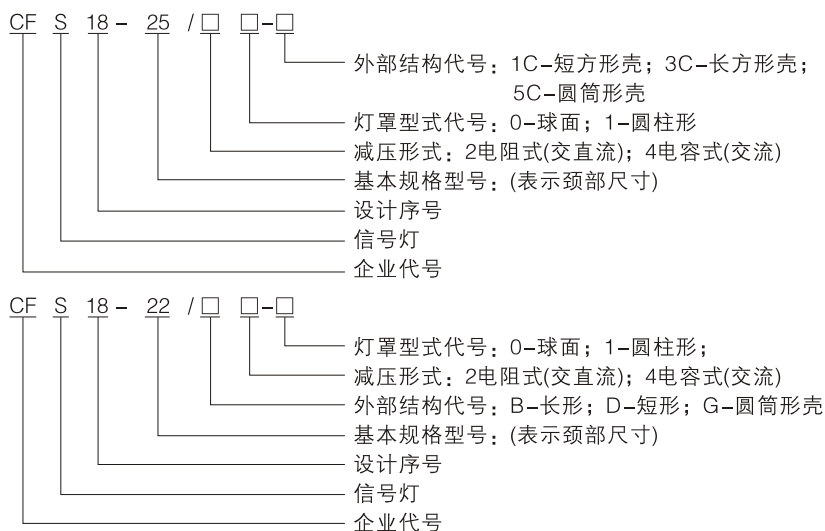 CF S 18 - 25 /□ □-□
外部结构代号：1C-短方形壳；3C-长方形壳；
5C-圆筒形壳
灯罩型式代号：0-球面；1-圆柱形
减压形式：2电阻式(交直流)；4电容式(交流)
基本规格型号：(表示颈部尺寸)
设计序号
信号灯
企业代号
CF S 18 - 22 /□ □-□
灯罩型式代号：0-球面；1-圆柱形；
减压形式：2电阻式(交直流)；4电容式(交流)
外部结构代号：B-长形；D-短形；G-圆筒形壳
基本规格型号：(表示颈部尺寸)
设计序号
信号灯
企业代号